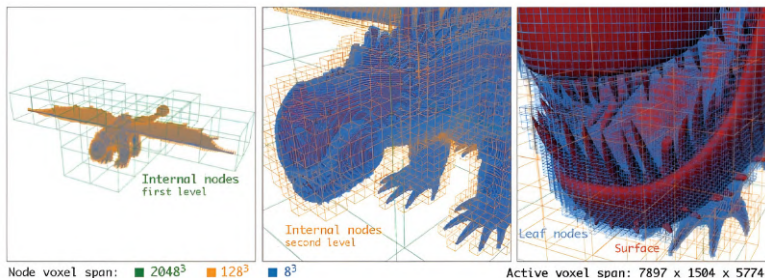 Internal nodes
first level
Internal nodes
second level
Leaf nodes
Surface
Node voxel span: 2048³ 128³ 8³
Active voxel span: 7897 x 1504 x 5774